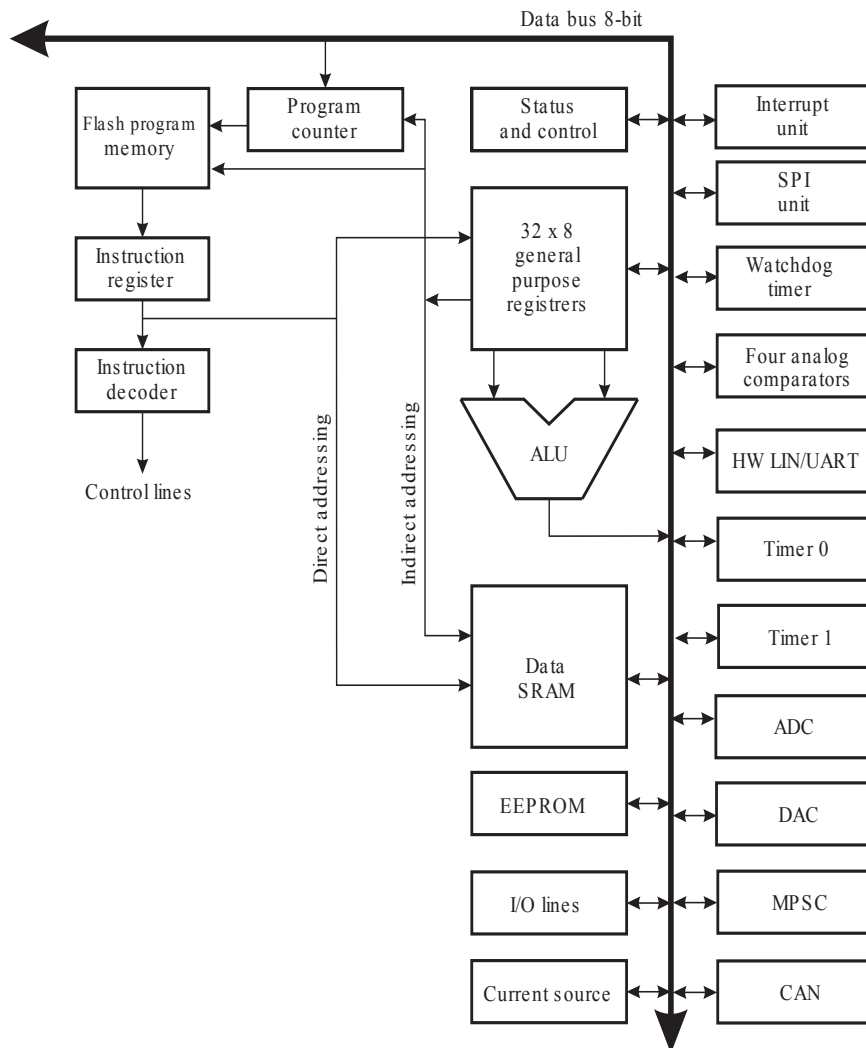 Data bus 8-bit
Program
counter
Flash program
memory
Instruction
register
Instruction
decoder
Control lines
Direct addressing
Indirect addressing
Status
and control
32 x 8
general
purpose
registrers
ALU
Data
SRAM
EEPROM
I/O lines
Current source
Interrupt
unit
SPI
unit
Watchdog
timer
Four analog
comparators
HW LIN/UART
Timer 0
Timer 1
ADC
DAC
MPSC
CAN